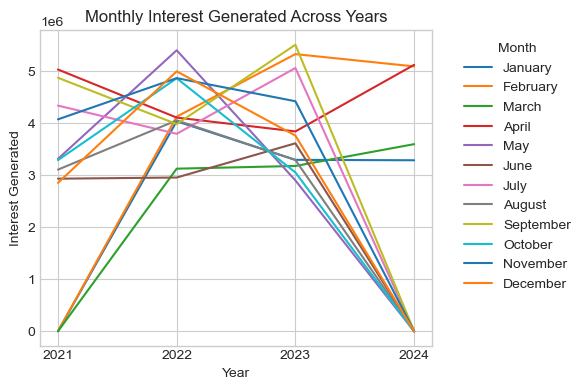 Monthly Interest Generated Across Years
1e6
5
4
3
2
1
0
Interest Generated
2021
2022
2023
2024
Year
Month
January
February
March
April
May
June
July
August
September
October
November
December